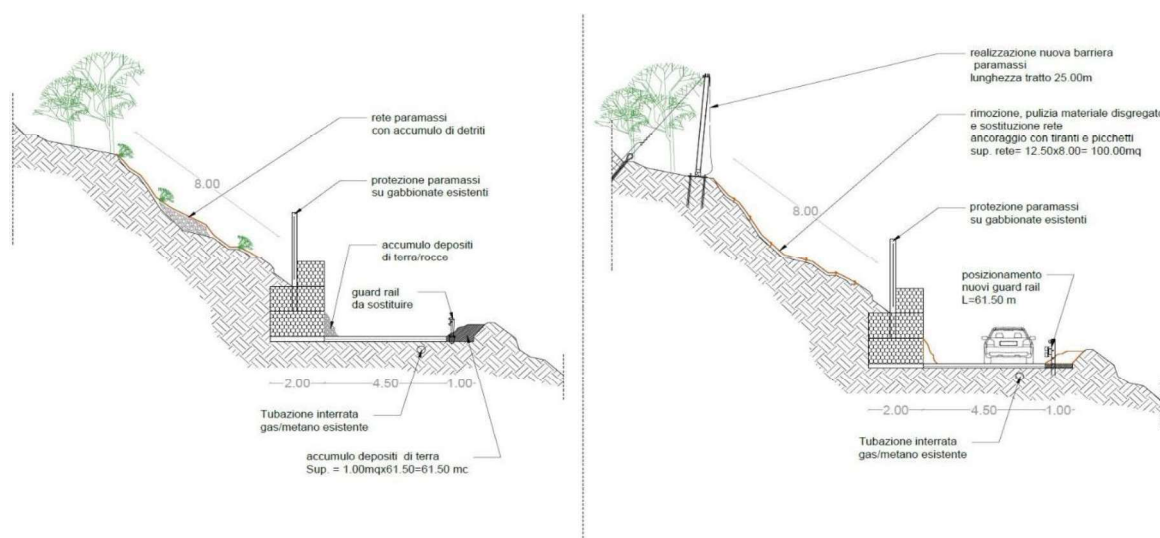 rete paramassi
con accumulo di detriti
8.00
protezione paramassi
su gabbionate esistenti
accumulo depositi
di terra/rocce
guard rail
da sostituire
2.00
4.50
1.00
Tubazione interrata
gas/metano esistente
accumulo depositi di terra
Sup. = 1.00mqx61.50=61.50 mc
realizzazione nuova barriera
paramassi
lunghezza tratto 25.00m
rimozione, pulizia materiale disgregato
e sostituzione rete
ancoraggio con tiranti e picchetti
sup. rete= 12.50x8.00= 100.00mq
8.00
protezione paramassi
su gabbionate esistenti
posizionamento
nuovi guard rail
L=61.50 m
2.00
4.50
1.00
Tubazione interrata
gas/metano esistente